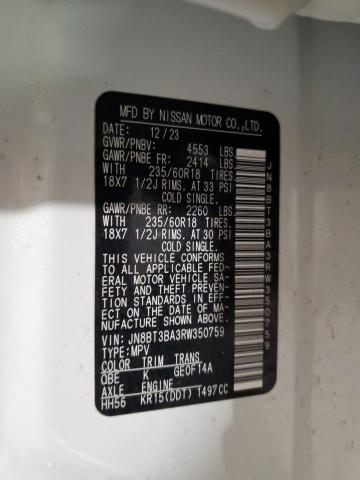 MFD BY NISSAN MOTOR CO.,LTD.
DATE: 12/23
GVWR/PNBV: 4553 LBS
GAWR/PNBE FR: 2414 LBS
WITH 235/60R18 TIRES
18X7 1/2J RIMS. AT 33 PSI
COLD SINGLE.
GAWR/PNBE RR: 2260 LBS
WITH 235/60R18 TIRES.
18X7 1/2J RIMS. AT 30 PSI
COLD SINGLE.
THIS VEHICLE CONFORMS
TO ALL APPLICABLE FED-
ERAL MOTOR VEHICLE SA-
FETY AND THEFT PREVEN-
TION STANDARDS IN EFF-
ECT ON THE DATE OF MA-
NUFACTURE SHOWN ABOVE.
VIN: JN8BT3BA3RW350759
TYPE:MPV
COLOR TRIM TRANS
QBE K GE0F14A
AXLE ENGINE
HH56 KR15(DDT) 1497CC
JN8BT3BA3RW350759